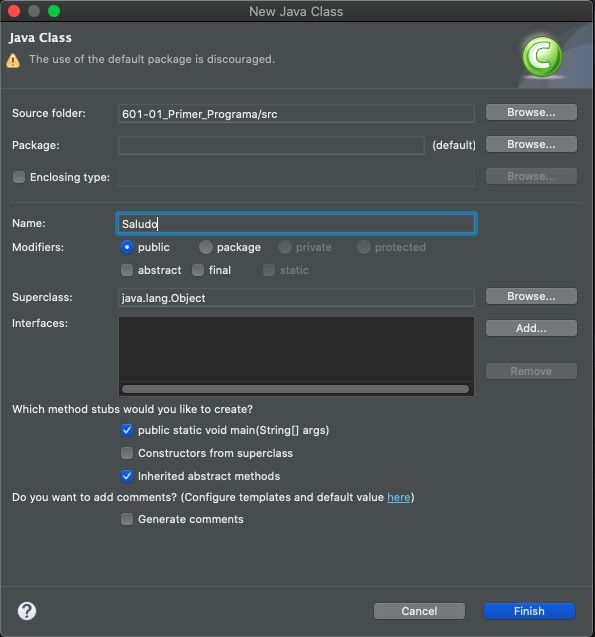 New Java Class
Java Class
The use of the default package is discouraged.
C
Source folder: 601-01_Primer_Programa/src Browse...
Package: (default) Browse...
Enclosing type: Browse...
Name: Saludo
Modifiers: public package private protected
abstract final static
Superclass: java.lang.Object Browse...
Interfaces: Add...
Remove
Which method stubs would you like to create?
public static void main(String[] args)
Constructors from superclass
Inherited abstract methods
Do you want to add comments? (Configure templates and default value here)
Generate comments
? Cancel Finish